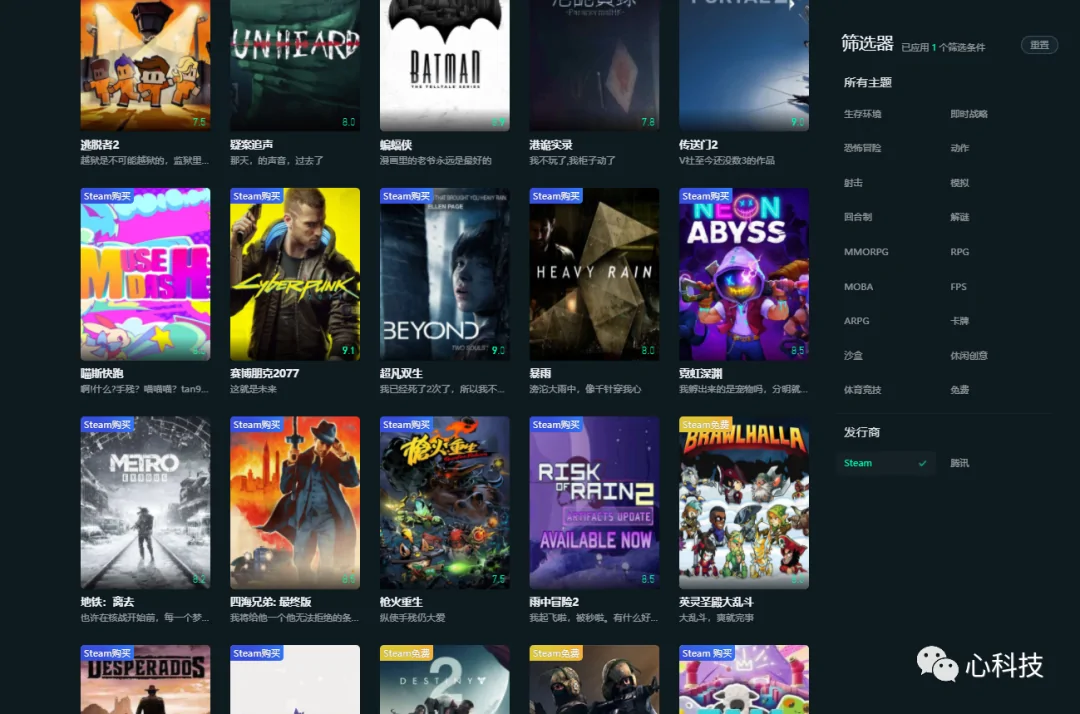 UNHEARD
BATMAN
THE TELLTALE SERIES
7.5
8.0
7.8
逃脱者2
疑案追声
蝙蝠侠
港诡实录
传送门2
越狱是不可能越狱的，监狱里...
那天，的声音，过去了
漫画里的老爷永远是最好的
我不玩了,我柜子动了
V社至今还没数3的作品
筛选器
已应用 1 个筛选条件
重置
所有主题
生存环境
即时战略
恐怖冒险
动作
射击
模拟
回合制
解谜
MMORPG
RPG
MOBA
FPS
ARPG
卡牌
沙盒
休闲创意
体育竞技
免费
发行商
Steam
腾讯
Steam购买
Steam购买
Steam购买
Steam购买
Steam购买
MUSE DASH
CYBERPUNK
ELLEN PAGE
BEYOND
HEAVY RAIN
NEON ABYSS
9.1
9.0
8.0
8.5
喵斯快跑
赛博朋克2077
超凡双生
暴雨
霓虹深渊
啊!什么?手残？喵喵喵？tan9...
这就是未来
我已经死了2次了，所以我不...
滂沱大雨中，像千针穿我心
我孵出来的是宠物吗，分明就...
Steam购买
Steam购买
Steam购买
Steam购买
Steam免费
METRO
EXODUS
枪火重生
RISK OF RAIN 2
ARTIFACTS UPDATE
AVAILABLE NOW
BRAWLHALLA
8.2
8.5
7.5
8.5
地铁：离去
四海兄弟: 最终版
枪火重生
雨中冒险2
英灵圣殿大乱斗
也许在核战开始前，每一个梦...
我将给他一个他无法拒绝的条...
纵使手残仍大爱
我起飞啦，被秒啦。有什么好...
大乱斗，爽就完事
Steam购买
Steam购买
Steam免费
Steam免费
Steam 购买
DESPERADOS
DESTINY 2
心科技